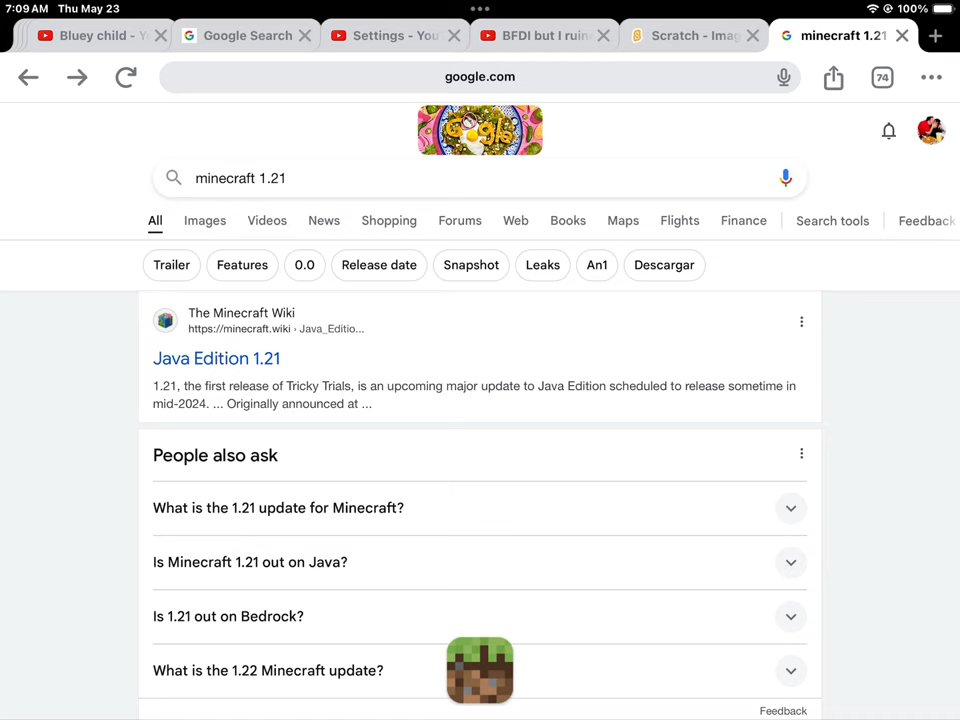 7:09 AM Thu May 23
100%
Bluey child - Y
Google Search
Settings - You
BFDI but I ruin
Scratch - Imag
minecraft 1.21
google.com
74
Google
minecraft 1.21
All Images Videos News Shopping Forums Web Books Maps Flights Finance Search tools Feedback
Trailer Features 0.0 Release date Snapshot Leaks An1 Descargar
The Minecraft Wiki
https://minecraft.wiki › Java_Editio...
Java Edition 1.21
1.21, the first release of Tricky Trials, is an upcoming major update to Java Edition scheduled to release sometime in
mid-2024. ... Originally announced at ...
People also ask
What is the 1.21 update for Minecraft?
Is Minecraft 1.21 out on Java?
Is 1.21 out on Bedrock?
What is the 1.22 Minecraft update?
Feedback